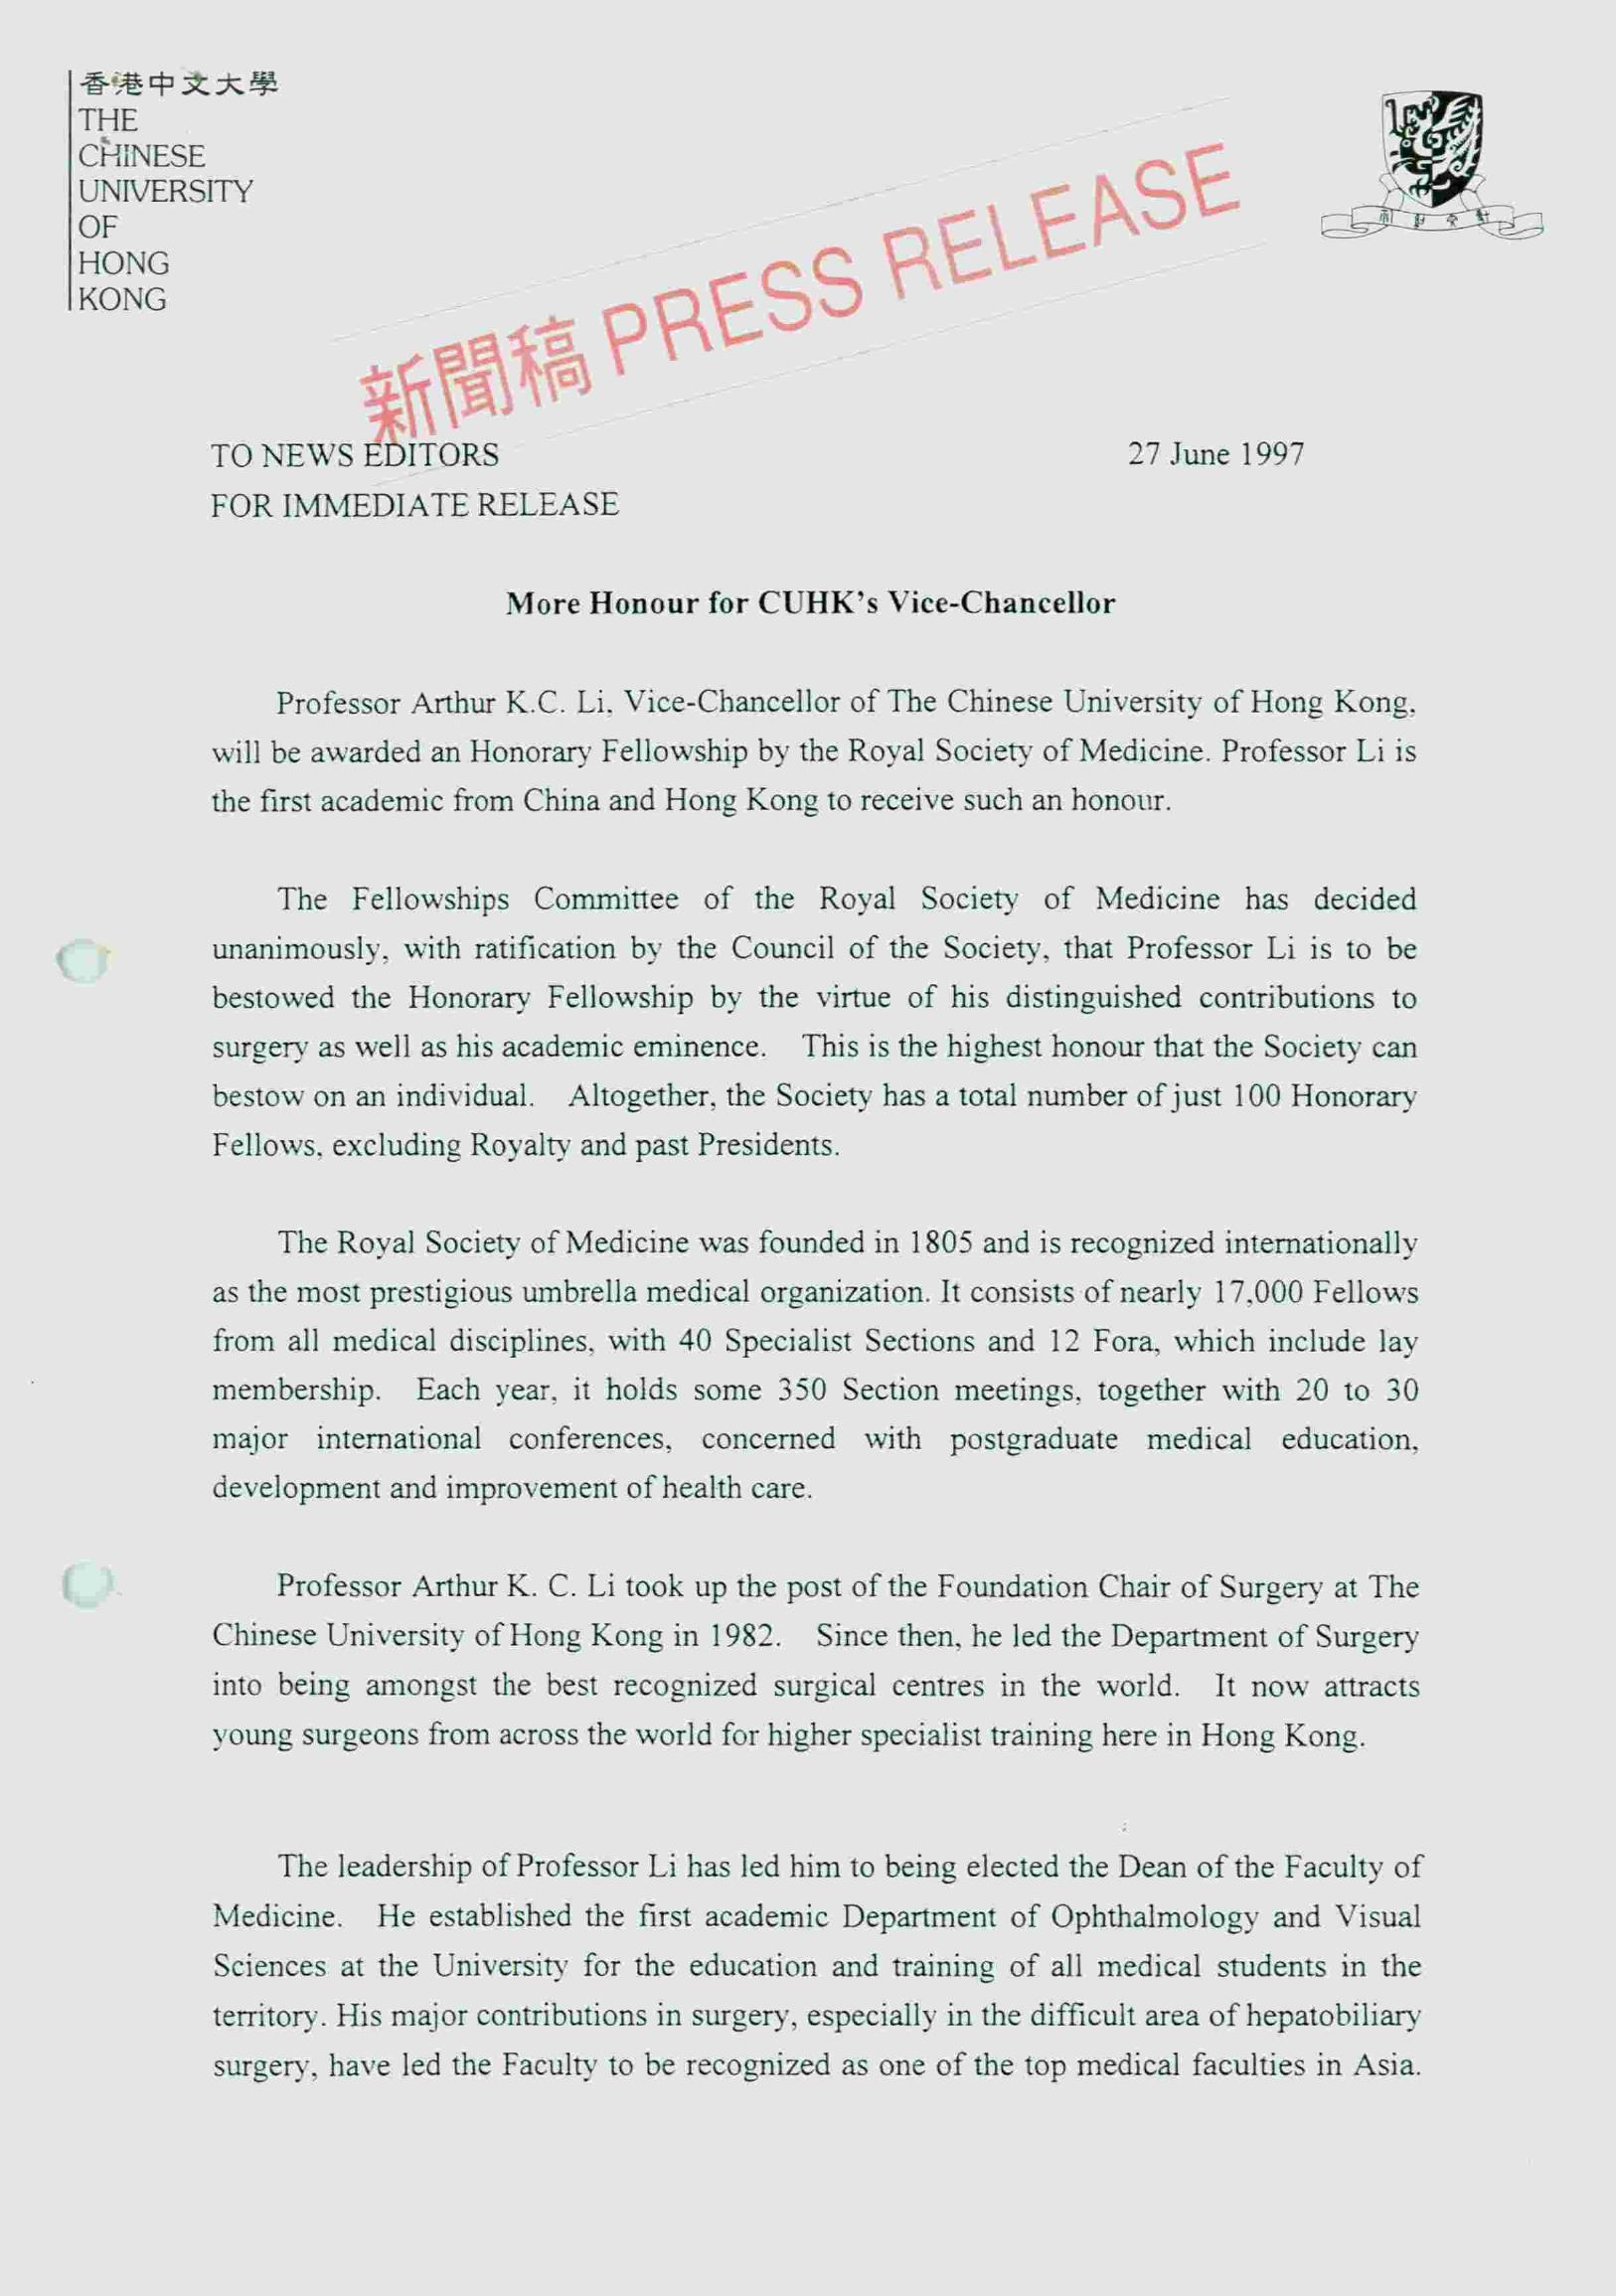 香港中文大學
THE
CHINESE
UNIVERSITY
OF
HONG
KONG
新聞稿 PRESS RELEASE
TO NEWS EDITORS 27 June 1997
FOR IMMEDIATE RELEASE
More Honour for CUHK's Vice-Chancellor
Professor Arthur K.C. Li, Vice-Chancellor of The Chinese University of Hong Kong,
will be awarded an Honorary Fellowship by the Royal Society of Medicine. Professor Li is
the first academic from China and Hong Kong to receive such an honour.
The Fellowships Committee of the Royal Society of Medicine has decided
unanimously, with ratification by the Council of the Society, that Professor Li is to be
bestowed the Honorary Fellowship by the virtue of his distinguished contributions to
surgery as well as his academic eminence. This is the highest honour that the Society can
bestow on an individual. Altogether, the Society has a total number of just 100 Honorary
Fellows, excluding Royalty and past Presidents.
The Royal Society of Medicine was founded in 1805 and is recognized internationally
as the most prestigious umbrella medical organization. It consists of nearly 17,000 Fellows
from all medical disciplines, with 40 Specialist Sections and 12 Fora, which include lay
membership. Each year, it holds some 350 Section meetings, together with 20 to 30
major international conferences, concerned with postgraduate medical education,
development and improvement of health care.
Professor Arthur K. C. Li took up the post of the Foundation Chair of Surgery at The
Chinese University of Hong Kong in 1982. Since then, he led the Department of Surgery
into being amongst the best recognized surgical centres in the world. It now attracts
young surgeons from across the world for higher specialist training here in Hong Kong.
The leadership of Professor Li has led him to being elected the Dean of the Faculty of
Medicine. He established the first academic Department of Ophthalmology and Visual
Sciences at the University for the education and training of all medical students in the
territory. His major contributions in surgery, especially in the difficult area of hepatobiliary
surgery, have led the Faculty to be recognized as one of the top medical faculties in Asia.